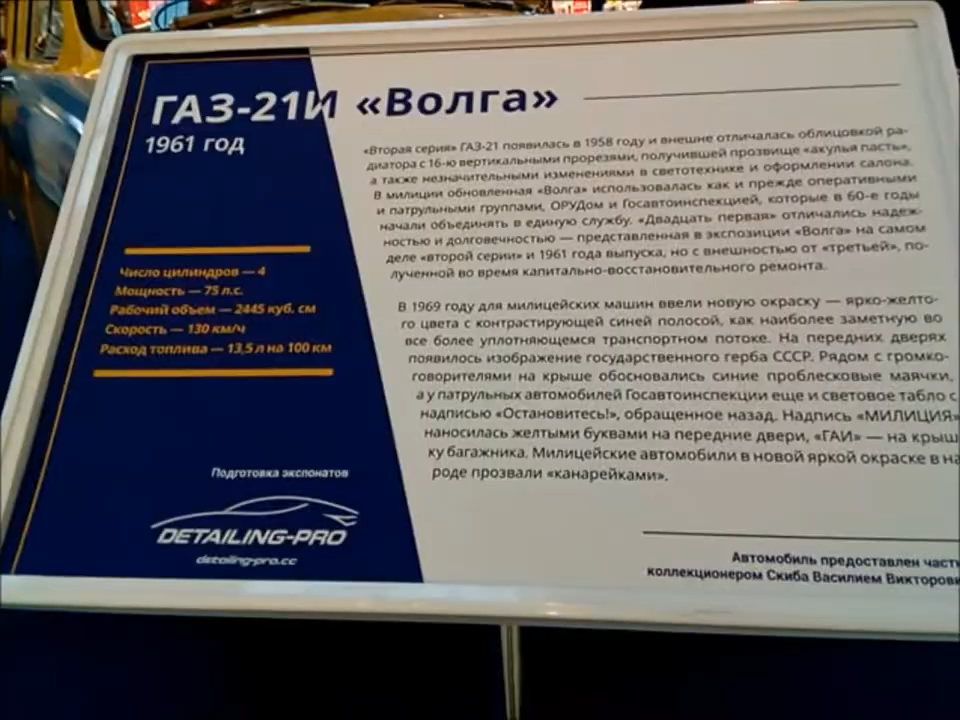 ГАЗ-21И «Волга»
1961 год
Число цилиндров — 4
Мощность — 75 л.с.
Рабочий объем — 2445 куб. см
Скорость — 130 км/ч
Расход топлива — 13,5 л на 100 км
Подготовка экспонатов
DETAILING-PRO
detailing-pro.cc
«Вторая серия» ГАЗ-21 появилась в 1958 году и внешне отличалась облицовкой ра-
диатора с 16-ю вертикальными прорезями, получившей прозвище «акулья пасть»,
а также незначительными изменениями в светотехнике и оформлении салона.
В милиции обновленная «Волга» использовалась как и прежде оперативными
и патрульными группами, ОРУДом и Госавтоинспекцией, которые в 60-е годы
начали объединять в единую службу. «Двадцать первая» отличались надеж-
ностью и долговечностью — представленная в экспозиции «Волга» на самом
деле «второй серии» и 1961 года выпуска, но с внешностью от «третьей», по-
лученной во время капитально-восстановительного ремонта.
В 1969 году для милицейских машин ввели новую окраску — ярко-желто-
го цвета с контрастирующей синей полосой, как наиболее заметную во
все более уплотняющемся транспортном потоке. На передних дверях
появилось изображение государственного герба СССР. Рядом с громко-
говорителями на крыше обосновались синие проблесковые маячки,
а у патрульных автомобилей Госавтоинспекции еще и световое табло с
надписью «Остановитесь!», обращенное назад. Надпись «МИЛИЦИЯ»
наносилась желтыми буквами на передние двери, «ГАИ» — на крыш
ку багажника. Милицейские автомобили в новой яркой окраске в на
роде прозвали «канарейками».
Автомобиль предоставлен част
коллекционером Скиба Василием Викторови